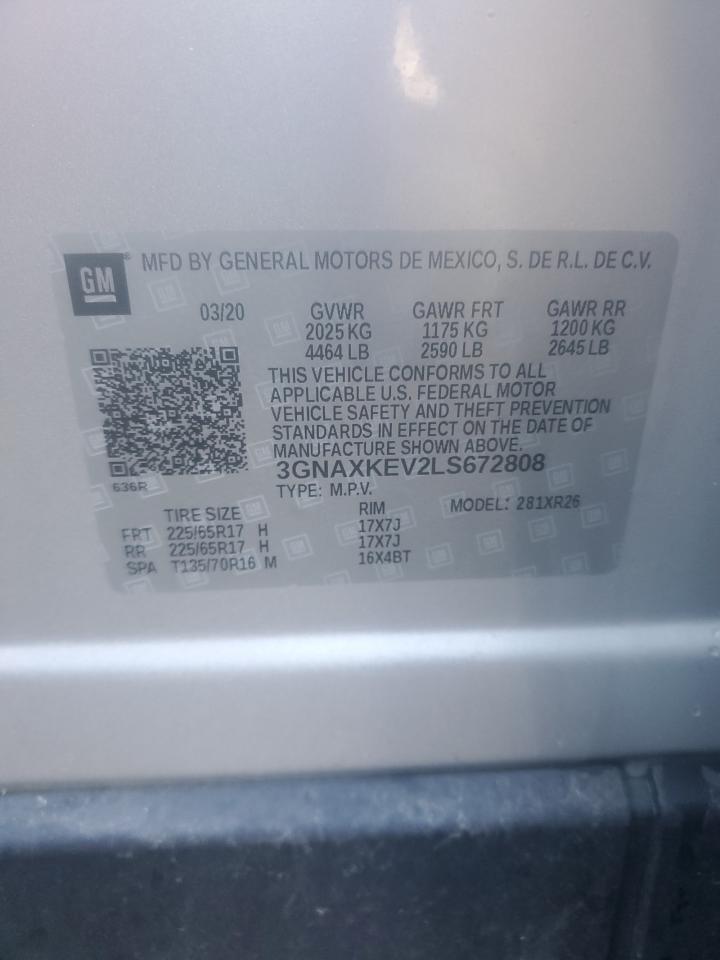 GM® MFD BY GENERAL MOTORS DE MEXICO, S. DE R.L. DE C.V.
03/20 GVWR GAWR FRT GAWR RR
2025 KG 1175 KG 1200 KG
4464 LB 2590 LB 2645 LB
THIS VEHICLE CONFORMS TO ALL
APPLICABLE U.S. FEDERAL MOTOR
VEHICLE SAFETY AND THEFT PREVENTION
STANDARDS IN EFFECT ON THE DATE OF
MANUFACTURE SHOWN ABOVE.
3GNAXKEV2LS672808
636R
TYPE: M.P.V. MODEL: 281XR26
TIRE SIZE RIM
FRT 225/65R17 H 17X7J
RR 225/65R17 H 17X7J
SPA T135/70R16 M 16X4BT